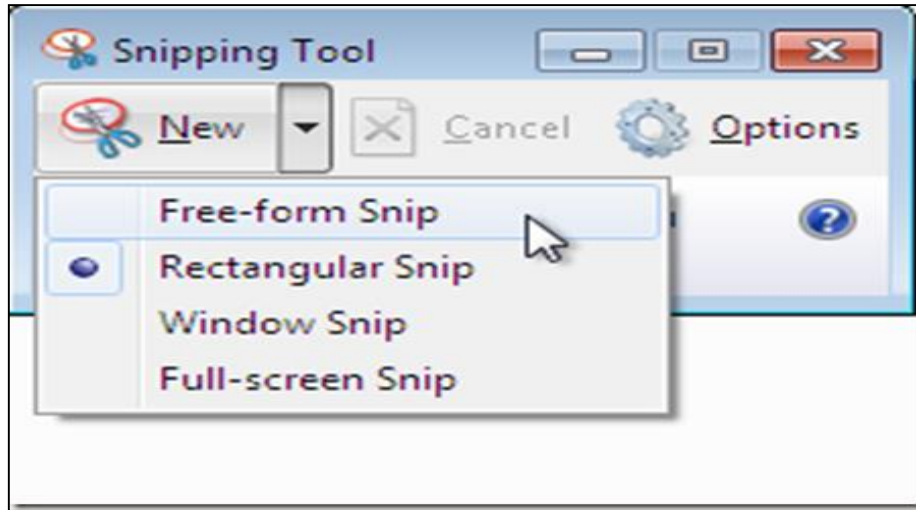 Snipping Tool
New Cancel Options
Free-form Snip
Rectangular Snip
Window Snip
Full-screen Snip